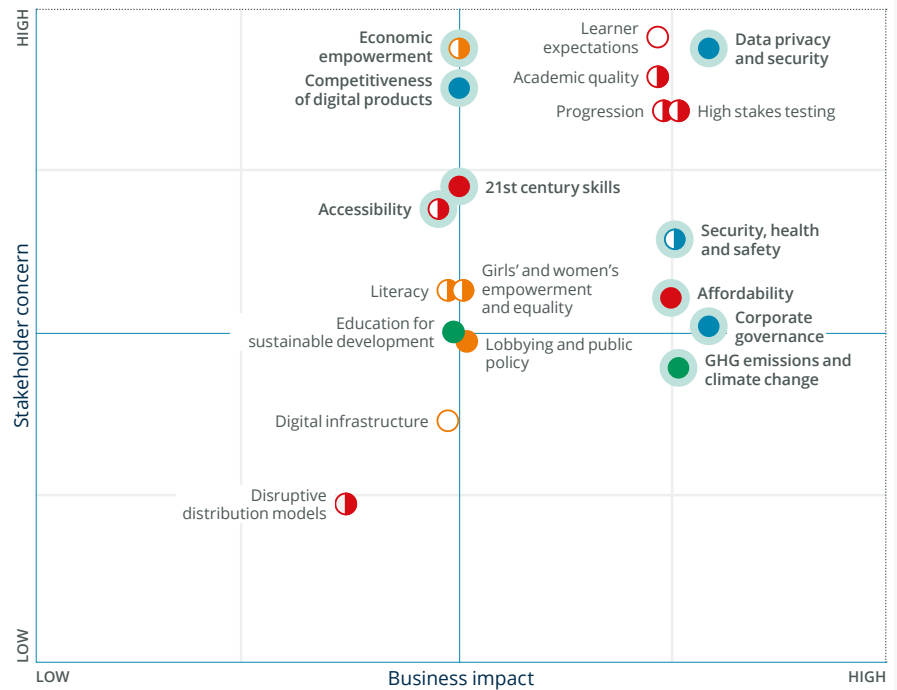 HIGH
Stakeholder concern
LOW
Economic
empowerment
Competitiveness
of digital products
Learner
expectations
Data privacy
and security
Academic quality
Progression
High stakes testing
21st century skills
Accessibility
Security, health
and safety
Literacy
Girls’ and women’s
empowerment
and equality
Affordability
Education for
sustainable development
Corporate
governance
Lobbying and public
policy
GHG emissions and
climate change
Digital infrastructure
Disruptive
distribution models
LOW
Business impact
HIGH